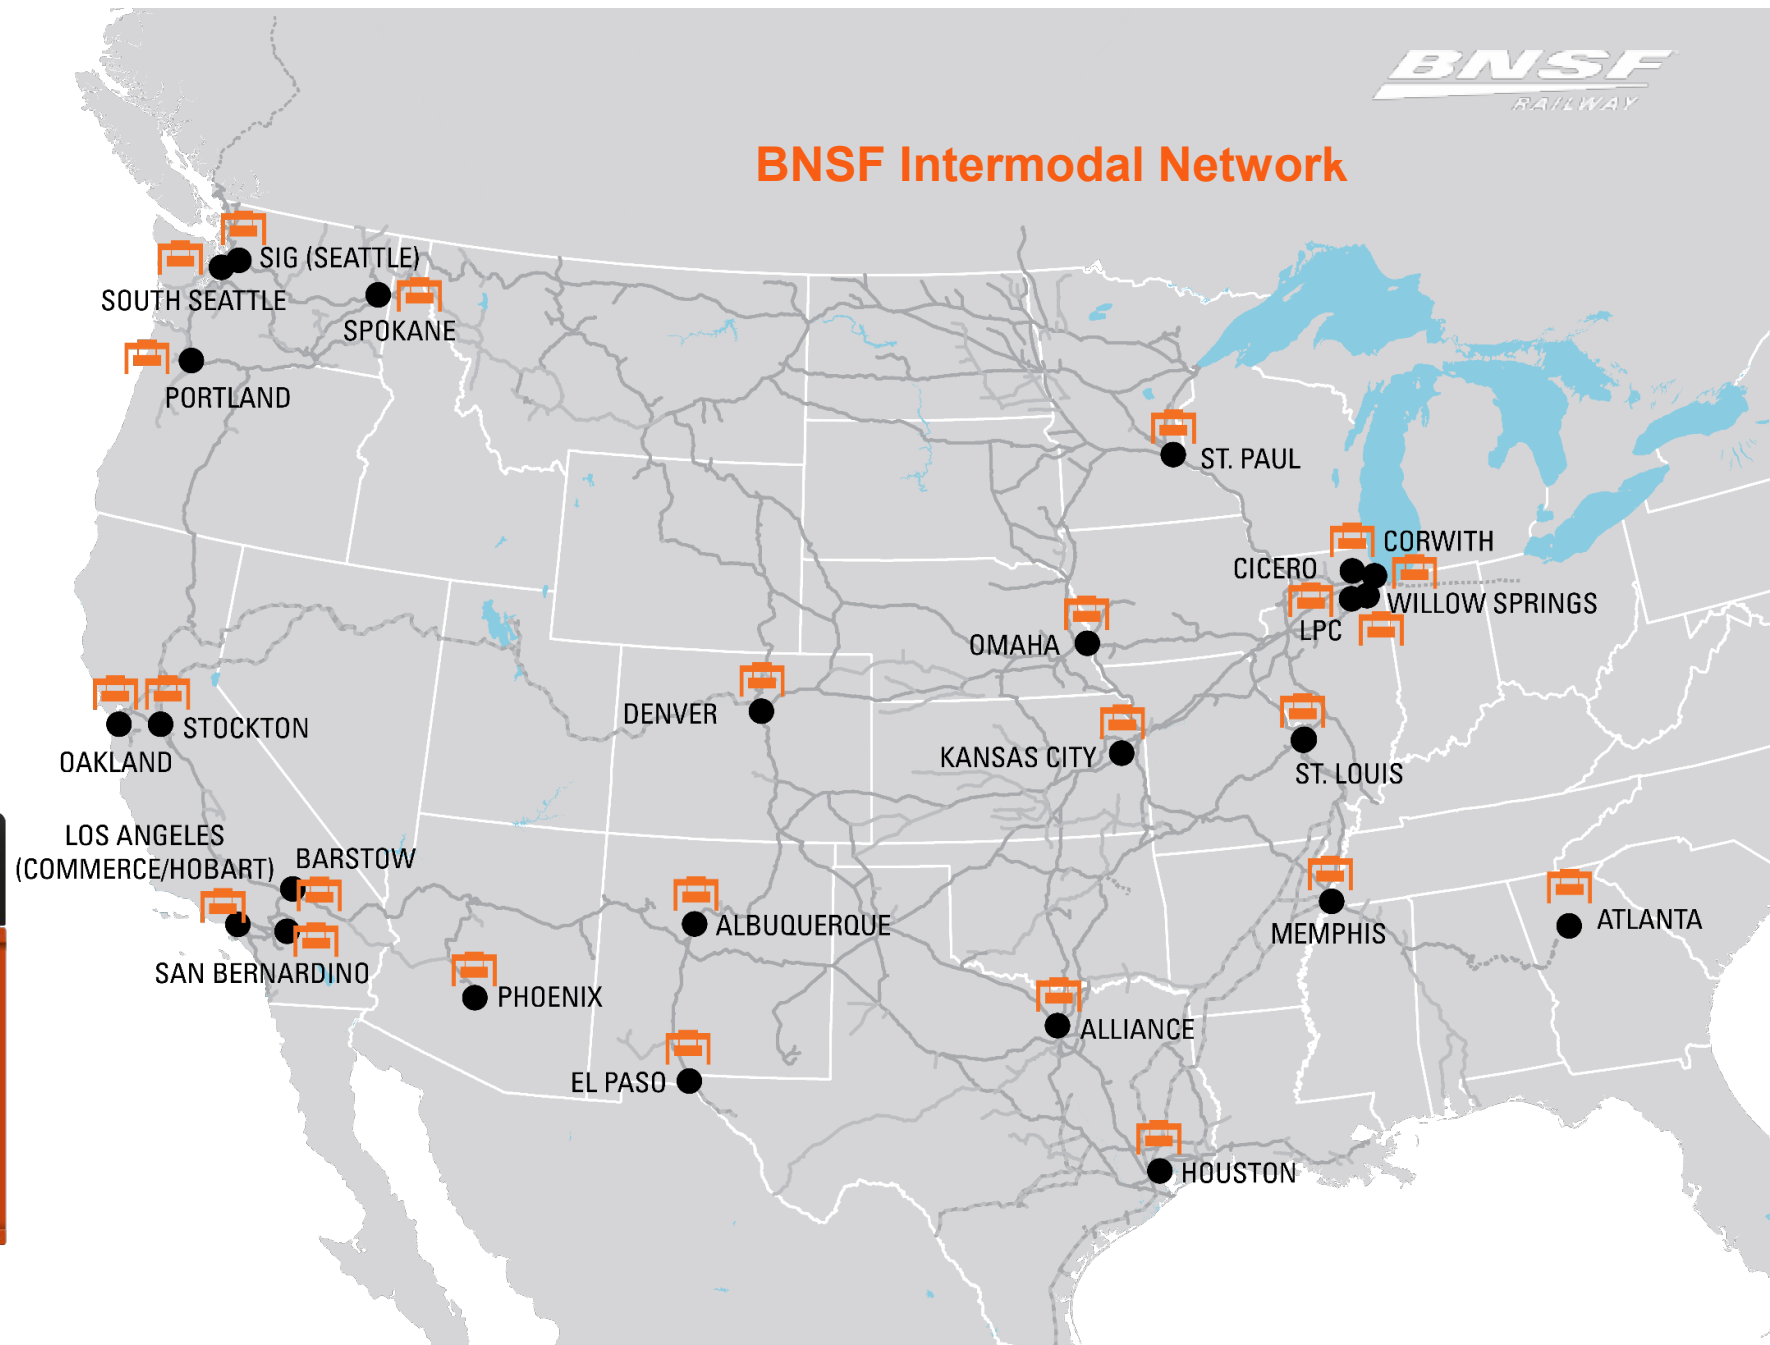 BNSF
RAILWAY
BNSF Intermodal Network
SIG (SEATTLE)
SOUTH SEATTLE
SPOKANE
PORTLAND
ST. PAUL
CORWITH
CICERO
WILLOW SPRINGS
LPC
OMAHA
DENVER
STOCKTON
OAKLAND
KANSAS CITY
ST. LOUIS
LOS ANGELES
(COMMERCE/HOBART)
BARSTOW
ALBUQUERQUE
MEMPHIS
ATLANTA
SAN BERNARDINO
PHOENIX
ALLIANCE
EL PASO
HOUSTON